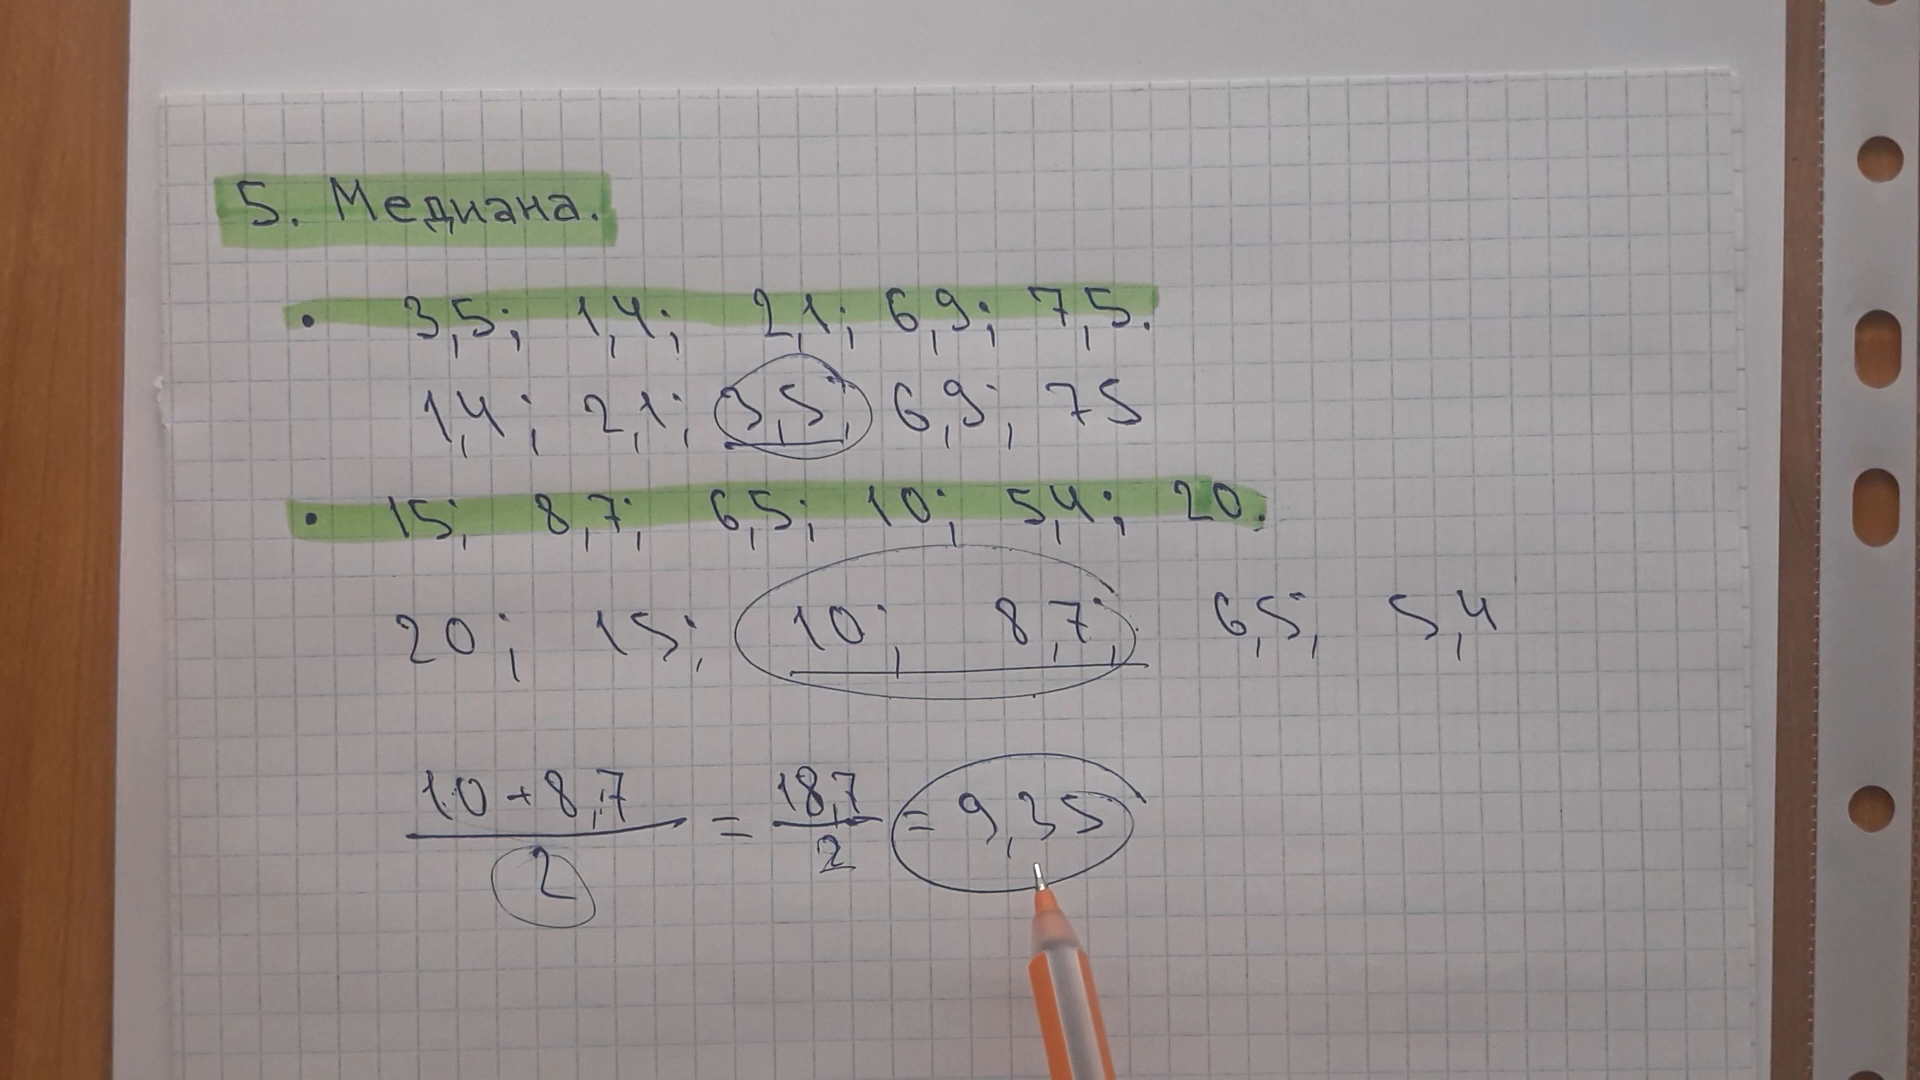 5. Медиана.
• 3,5; 1,4; 2,1; 6,9; 7,5.
1,4; 2,1; 3,5; 6,9; 75
• 15; 8,7; 6,5; 10; 5,4; 20.
20; 15; 10; 8,7; 6,5; 5,4
10 + 8,7 / 2 = 18,7 / 2 = 9,35